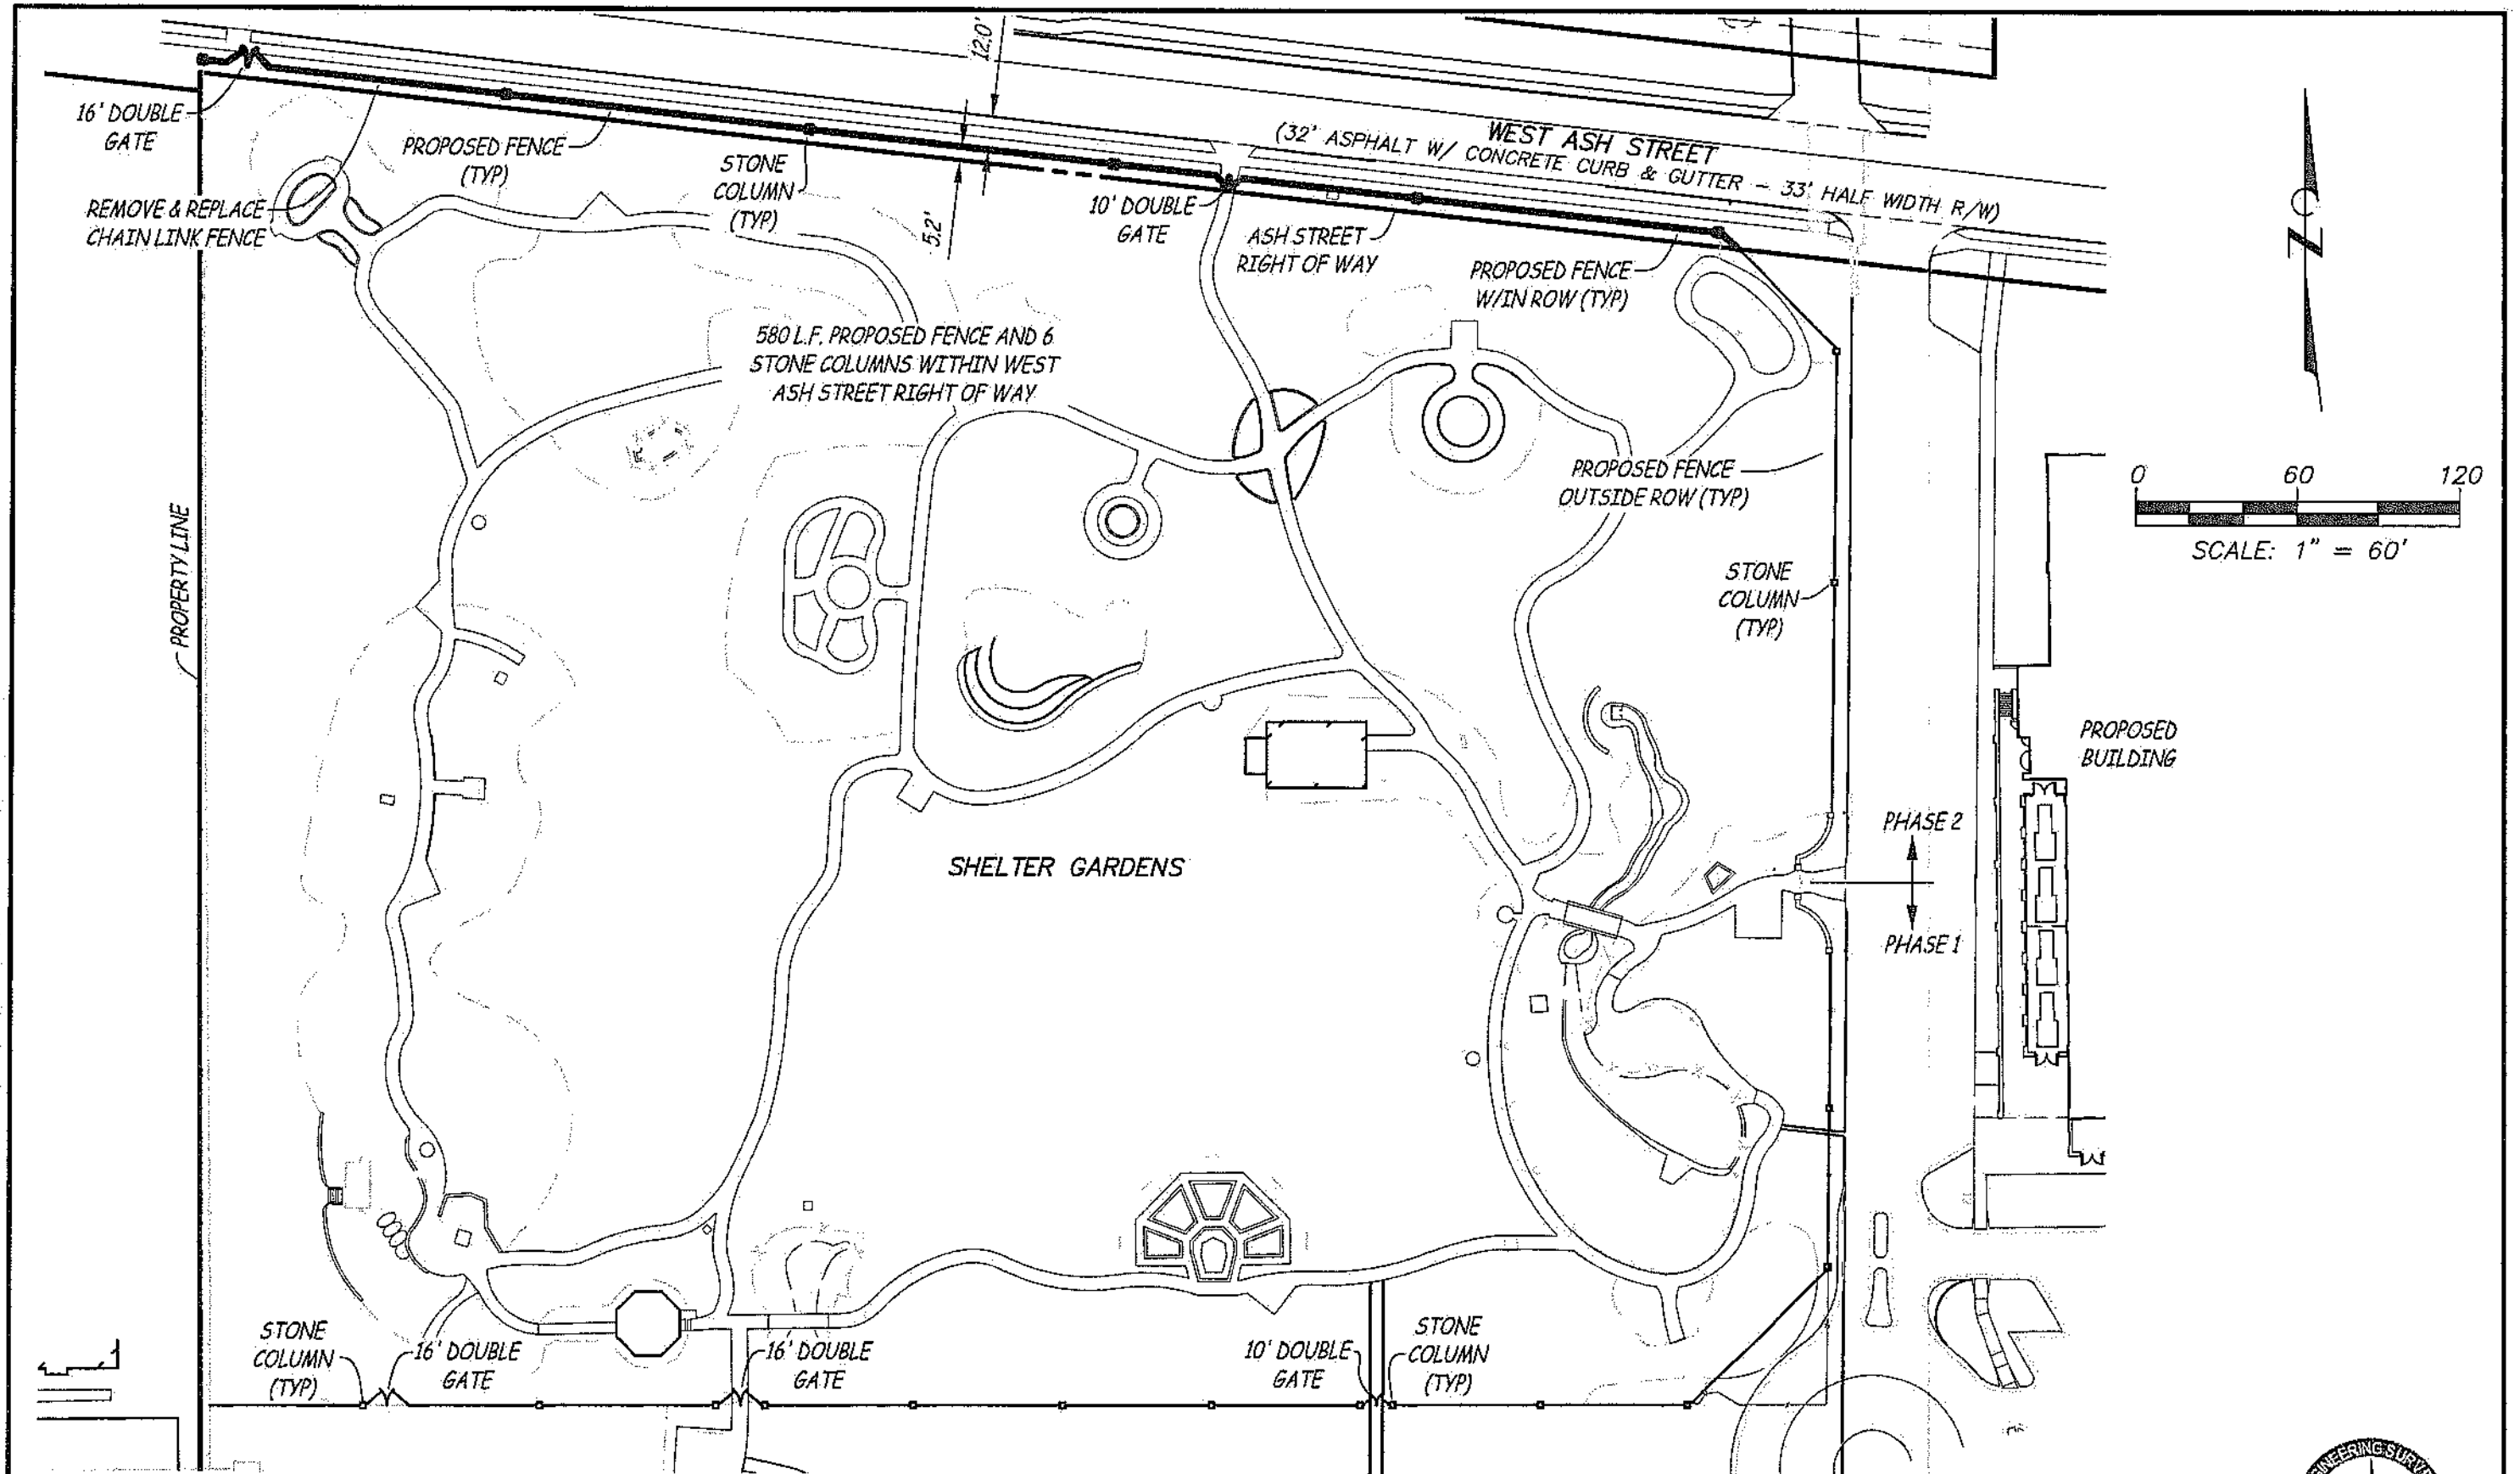 12.0'
16' DOUBLE
GATE
PROPOSED FENCE
(TYP)
STONE
COLUMN
(TYP)
WEST ASH STREET
(32' ASPHALT W/ CONCRETE CURB & GUTTER - 33' HALF WIDTH R/W)
REMOVE & REPLACE
CHAIN LINK FENCE
5.2'
10' DOUBLE
GATE
ASH STREET
RIGHT OF WAY
PROPOSED FENCE
W/IN ROW (TYP)
N
580 L.F. PROPOSED FENCE AND 6
STONE COLUMNS WITHIN WEST
ASH STREET RIGHT OF WAY
PROPOSED FENCE
OUTSIDE ROW (TYP)
0 60 120
SCALE: 1" = 60'
PROPERTY LINE
STONE
COLUMN
(TYP)
PROPOSED
BUILDING
PHASE 2
SHELTER GARDENS
PHASE 1
STONE
COLUMN
(TYP)
16' DOUBLE
GATE
16' DOUBLE
GATE
10' DOUBLE
GATE
STONE
COLUMN
(TYP)